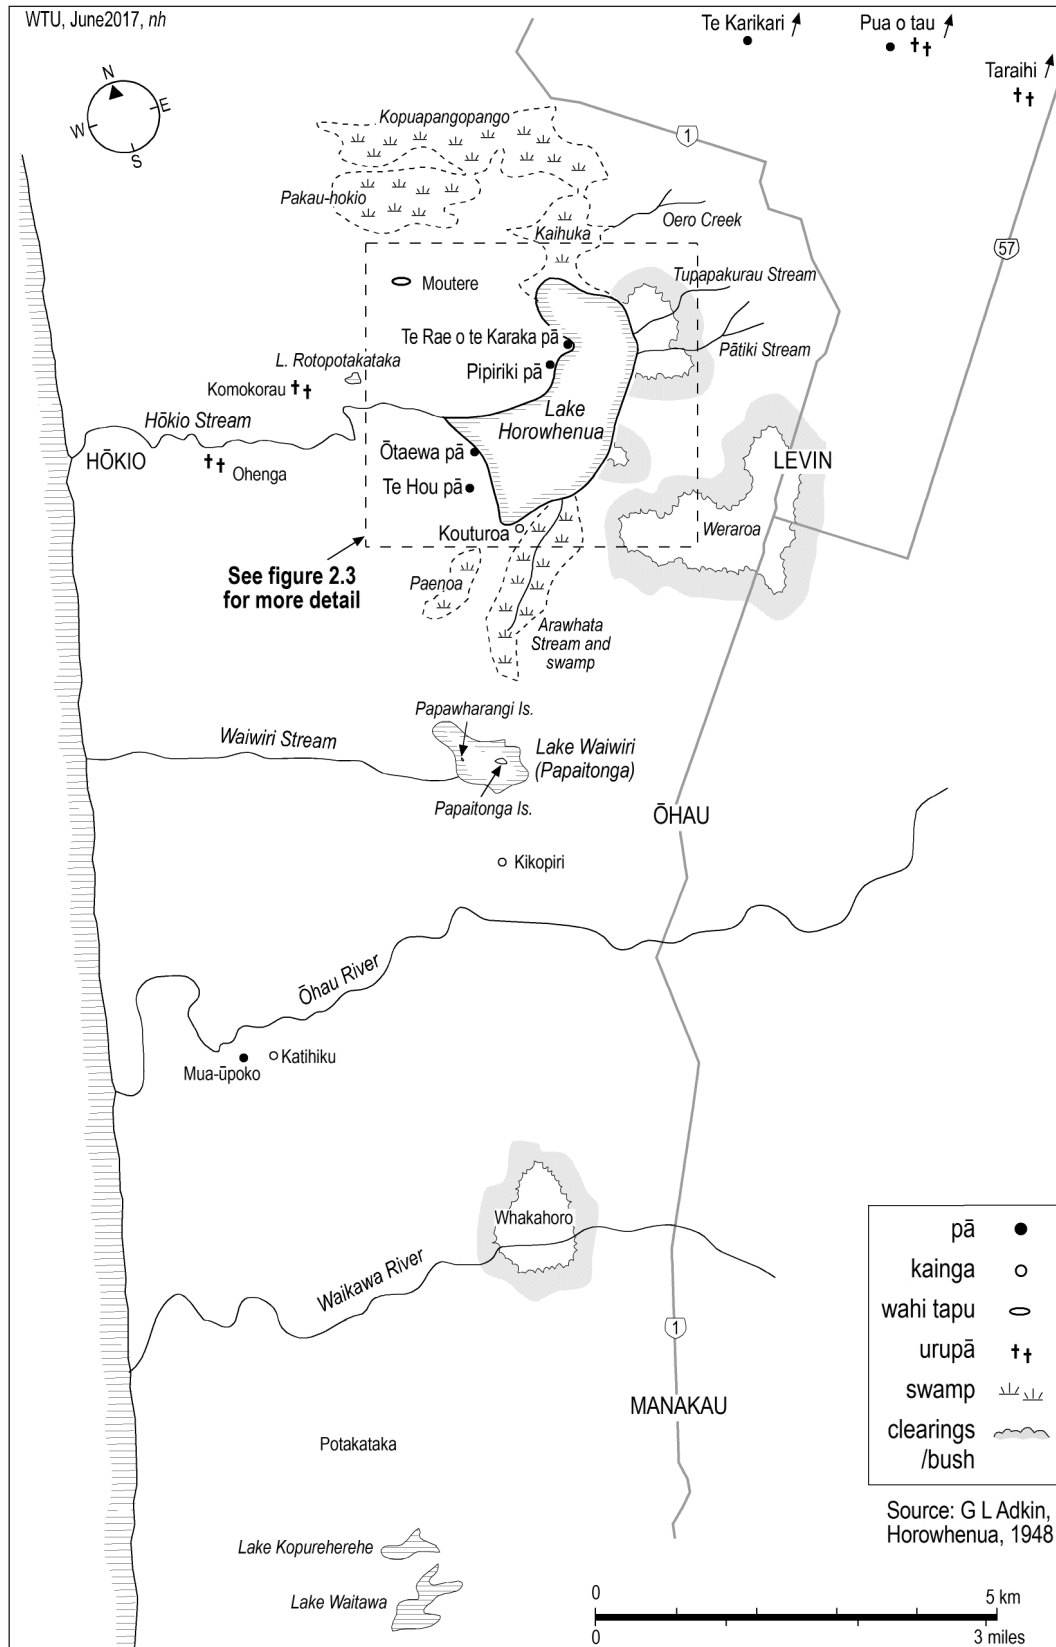 WTU, June2017, nh
Te Karikari
Pua o tau
Taraihi
N
E
W
S
Kopuapangopango
1
Pakau-hokio
Oero Creek
Kaihuka
57
Tupapakurau Stream
Moutere
Te Rae o te Karaka pā
Pātiki Stream
L. Rotopotakataka
Pipiriki pā
Komokorau
Lake
Horowhenua
Hōkio Stream
HŌKIO
Ōtaewa pā
LEVIN
Ohenga
Te Hou pā
Kouturoa
Weraroa
See figure 2.3
for more detail
Paenoa
Arawhata
Stream and
swamp
Papawharangi Is.
Waiwiri Stream
Lake Waiwiri
(Papaitonga)
Papaitonga Is.
ŌHAU
Kikopiri
Ōhau River
Katihiku
Mua-ūpoko
Whakahoro
Waikawa River
1
MANAKAU
Potakataka
Lake Kopureherehe
Lake Waitawa
pā
kainga
wahi tapu
urupā
swamp
clearings
/bush
Source: G L Adkin,
Horowhenua, 1948
0
5 km
0
3 miles